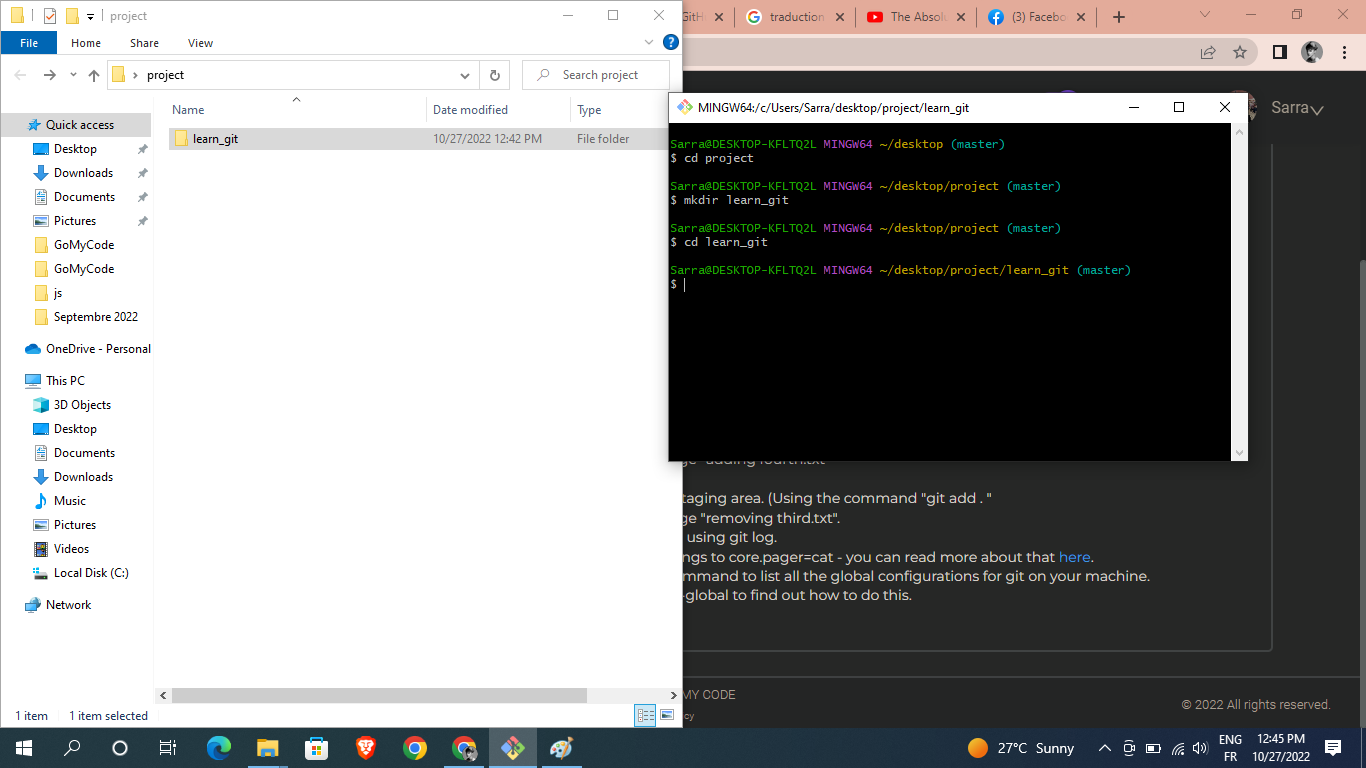 project
GitH
traduction
The Absol
(3) Facebo
File
Home
Share
View
project
Search project
Name
Date modified
Type
learn_git
10/27/2022 12:42 PM
File folder
Quick access
Desktop
Downloads
Documents
Pictures
GoMyCode
GoMyCode
js
Septembre 2022
OneDrive - Personal
This PC
3D Objects
Desktop
Documents
Downloads
Music
Pictures
Videos
Local Disk (C:)
Network
1 item
1 item selected
Sarra
MINGW64:/c/Users/Sarra/desktop/project/learn_git
Sarra@DESKTOP-KFLTQ2L MINGW64 ~/desktop (master)
$ cd project
Sarra@DESKTOP-KFLTQ2L MINGW64 ~/desktop/project (master)
$ mkdir learn_git
Sarra@DESKTOP-KFLTQ2L MINGW64 ~/desktop/project (master)
$ cd learn_git
Sarra@DESKTOP-KFLTQ2L MINGW64 ~/desktop/project/learn_git (master)
$
taging area. (Using the command "git add . "
ge "removing third.txt".
using git log.
ngs to core.pager=cat - you can read more about that here.
mmand to list all the global configurations for git on your machine.
-global to find out how to do this.
MY CODE
cy
© 2022 All rights reserved.
27°C Sunny
ENG
FR
12:45 PM
10/27/2022